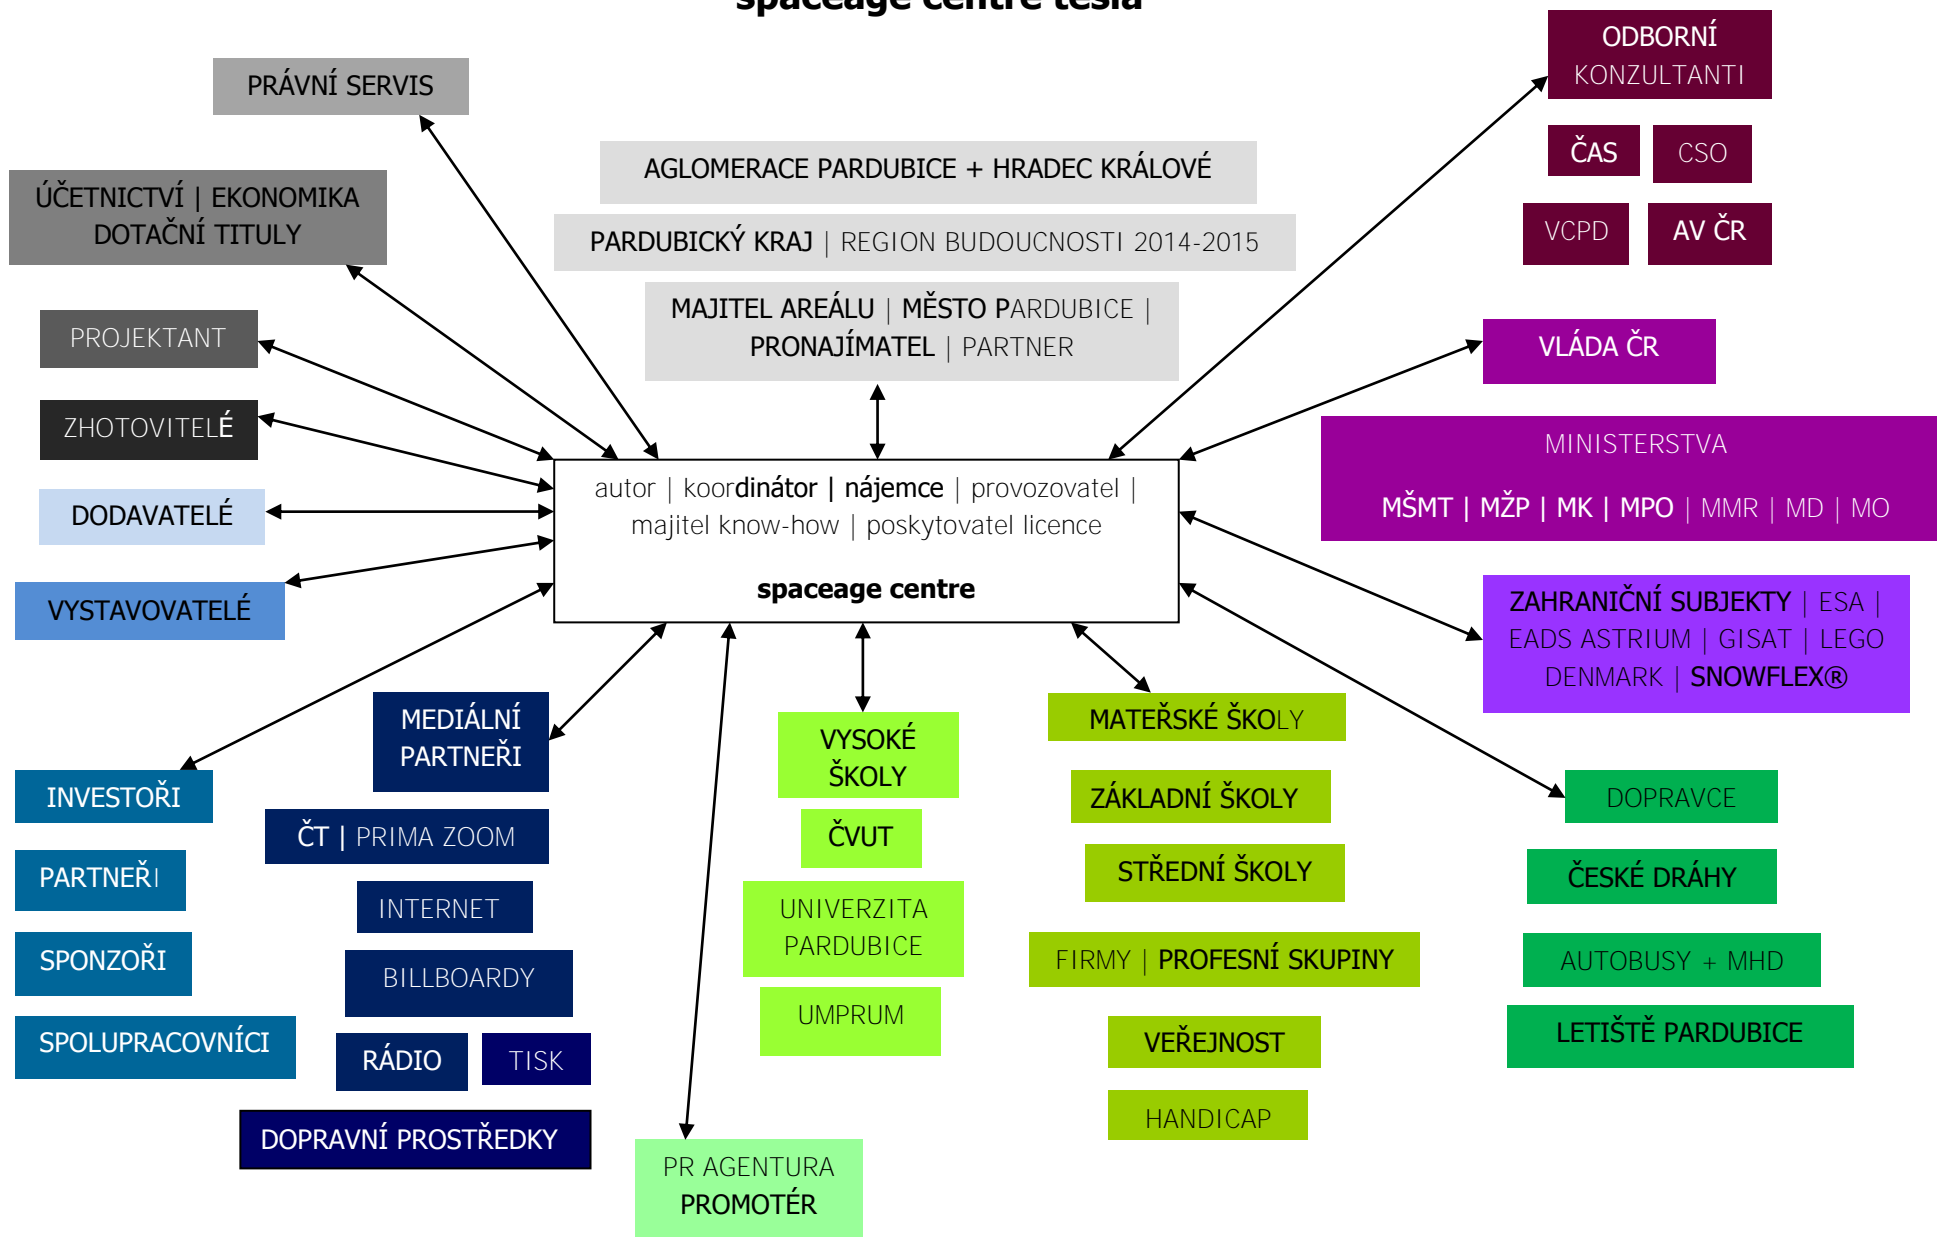 spaceage centre tesla
PRÁVNÍ SERVIS
ÚČETNICTVÍ | EKONOMIKA
DOTAČNÍ TITULY
PROJEKTANT
ZHOTOVITELÉ
DODAVATELÉ
VYSTAVOVATELÉ
AGLOMERACE PARDUBICE + HRADEC KRÁLOVÉ
PARDUBICKÝ KRAJ | REGION BUDOUCNOSTI 2014-2015
MAJITEL AREÁLU | MĚSTO PARDUBICE |
PRONAJÍMATEL | PARTNER
autor | koordinátor | nájemce | provozovatel |
majitel know-how | poskytovatel licence
spaceage centre
ODBORNÍ
KONZULTANTI
ČAS
CSO
VCPD
AV ČR
VLÁDA ČR
MINISTERSTVA
MŠMT | MŽP | MK | MPO | MMR | MD | MO
ZAHRANIČNÍ SUBJEKTY | ESA |
EADS ASTRIUM | GISAT | LEGO
DENMARK | SNOWFLEX®
INVESTOŘI
PARTNEŘI
SPONZOŘI
SPOLUPRACOVNÍCI
MEDIÁLNÍ
PARTNEŘI
ČT | PRIMA ZOOM
INTERNET
BILLBOARDY
RÁDIO
TISK
DOPRAVNÍ PROSTŘEDKY
PR AGENTURA
PROMOTÉR
VYSOKÉ
ŠKOLY
ČVUT
UNIVERZITA
PARDUBICE
UMPRUM
MATEŘSKÉ ŠKOLY
ZÁKLADNÍ ŠKOLY
STŘEDNÍ ŠKOLY
FIRMY | PROFESNÍ SKUPINY
VEŘEJNOST
HANDICAP
DOPRAVCE
ČESKÉ DRÁHY
AUTOBUSY + MHD
LETIŠTĚ PARDUBICE